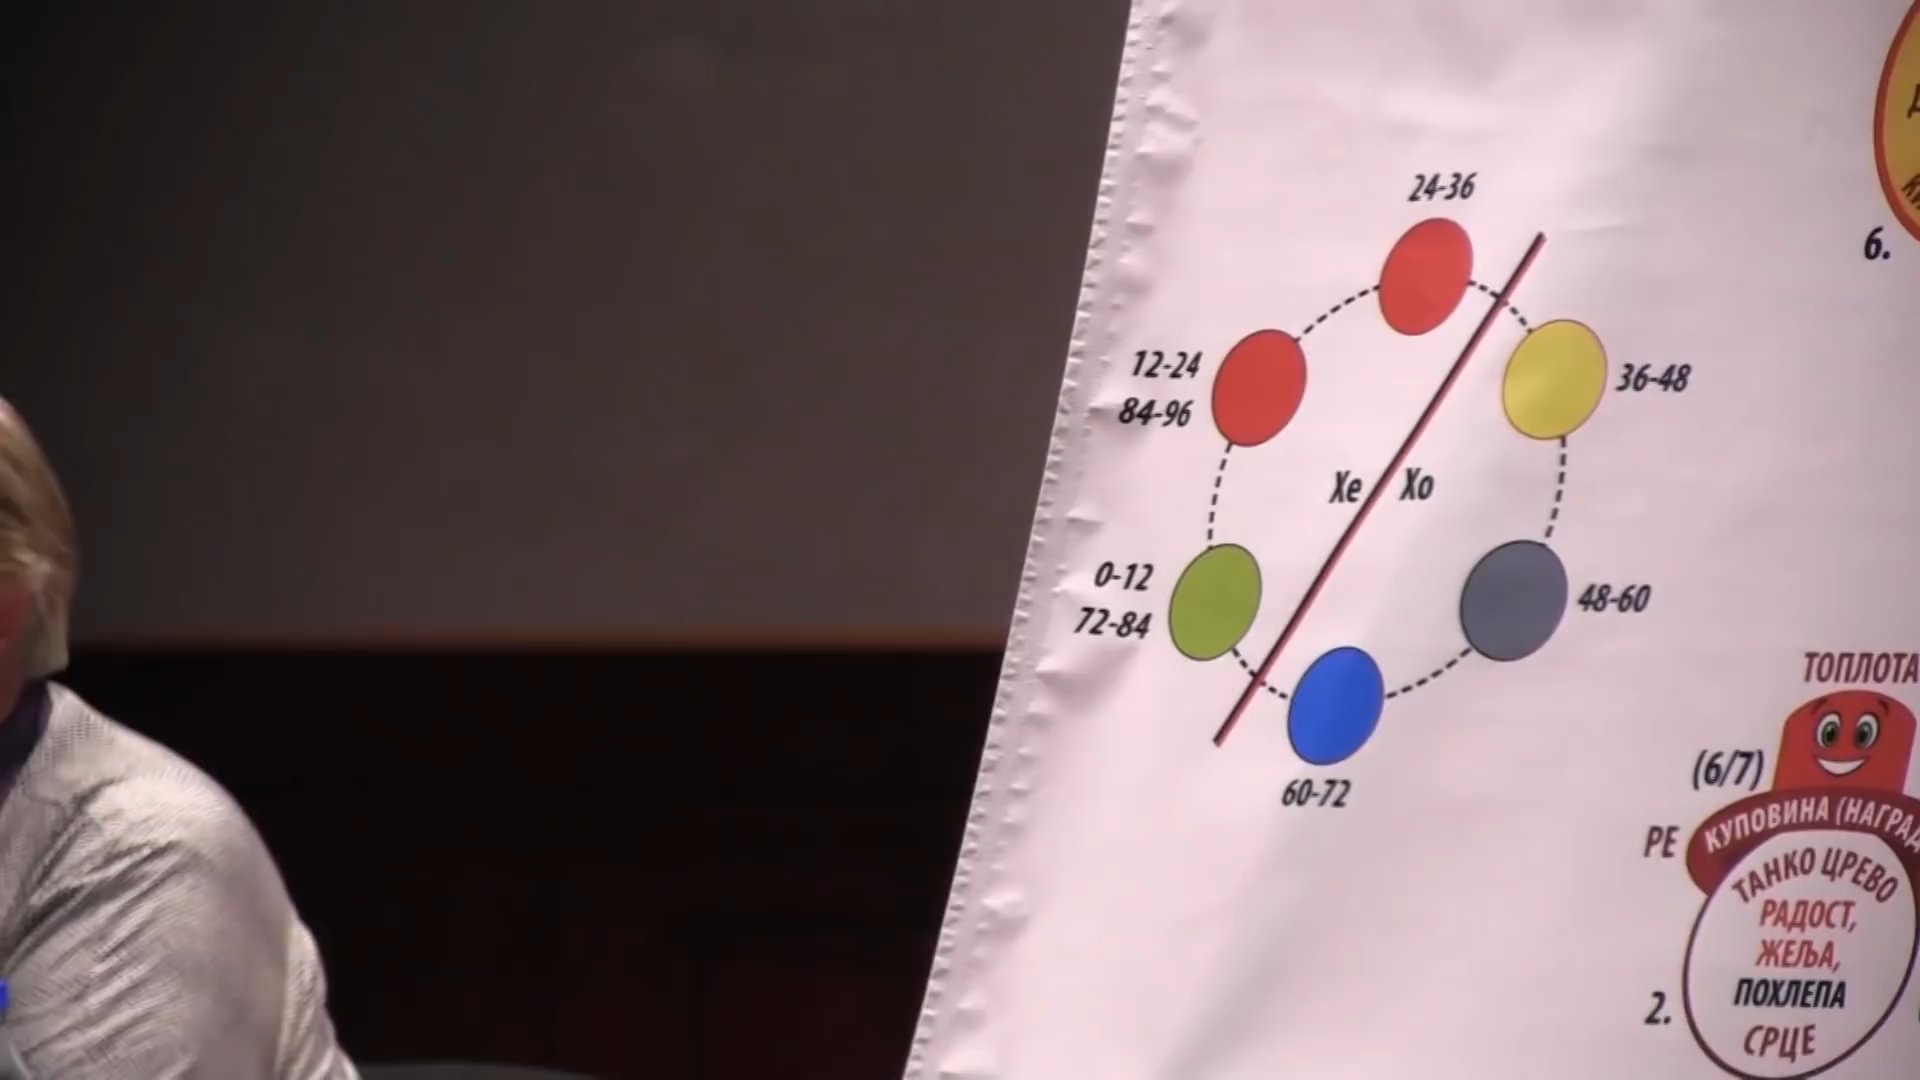 24-36
12-24
84-96
36-48
Хе
Хо
0-12
72-84
48-60
60-72
6.
ТОПЛОТА
(6/7)
РЕ
КУПОВИНА (НАГРАД
ТАНКО ЦРЕВО
РАДОСТ,
ЖЕЉА,
ПОХЛЕПА
2.
СРЦЕ